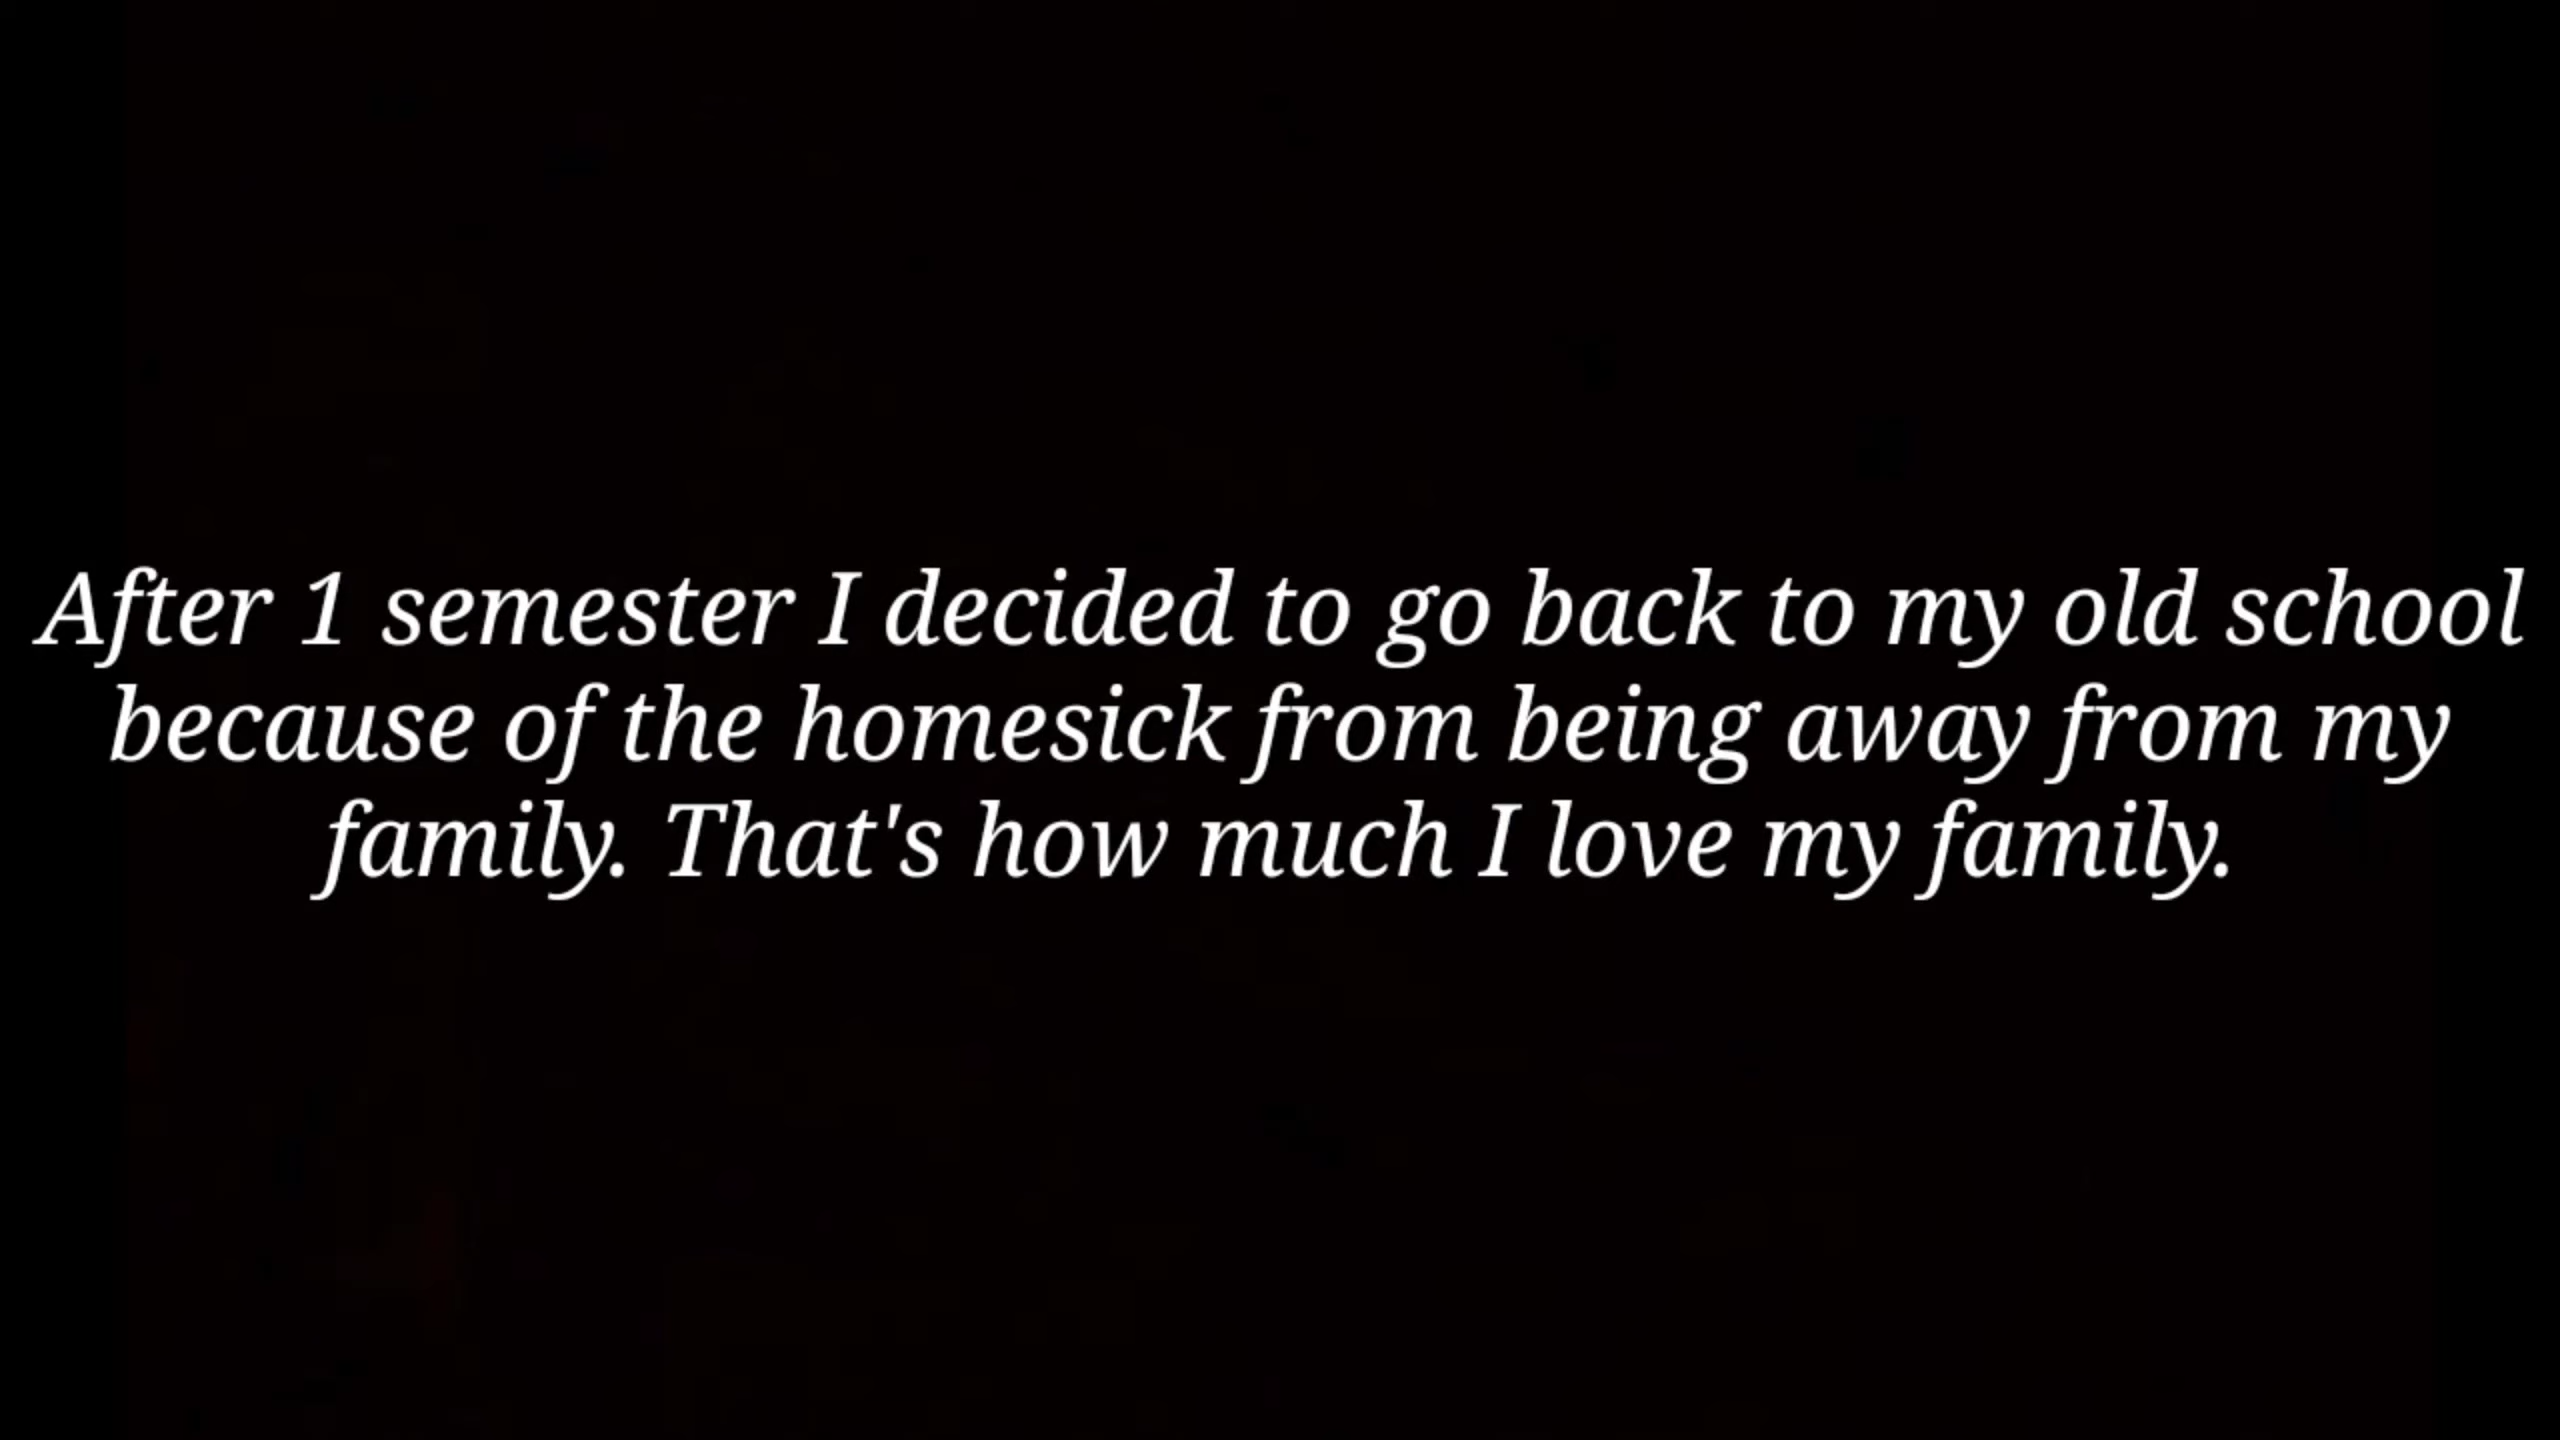 After 1 semester I decided to go back to my old school
because of the homesick from being away from my
family. That's how much I love my family.